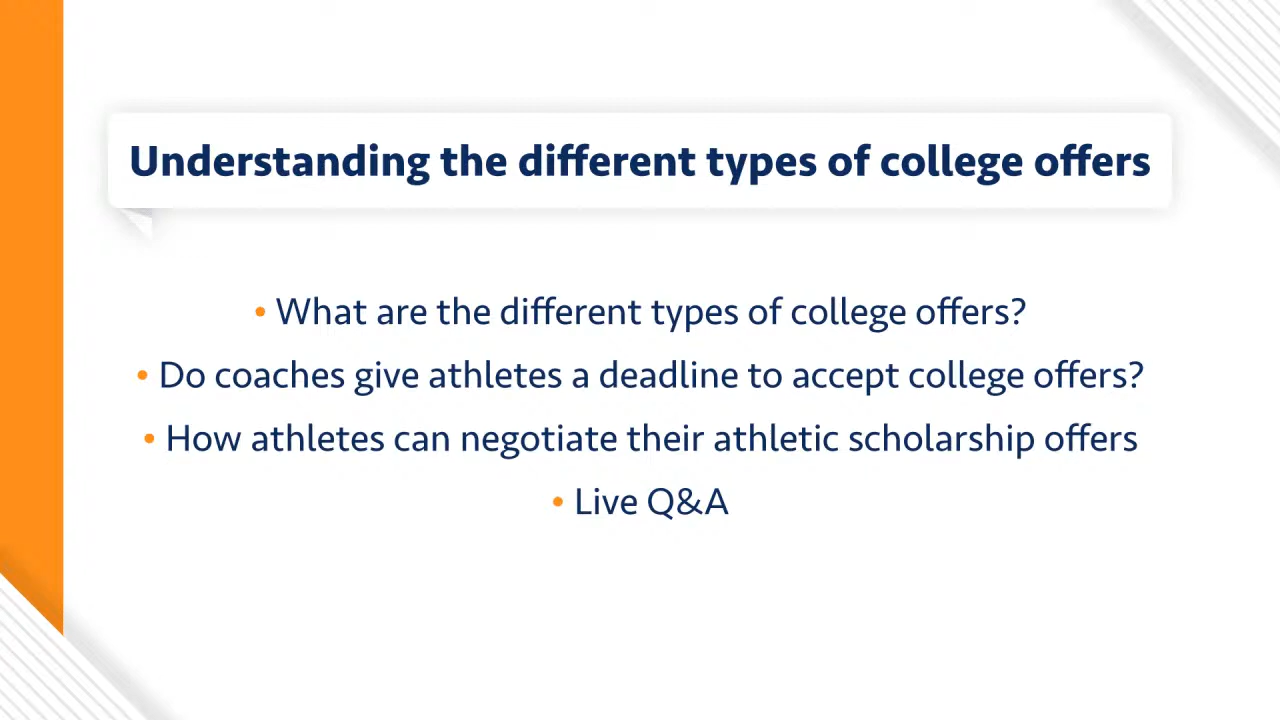 Understanding the different types of college offers
• What are the different types of college offers?
• Do coaches give athletes a deadline to accept college offers?
• How athletes can negotiate their athletic scholarship offers
• Live Q&A